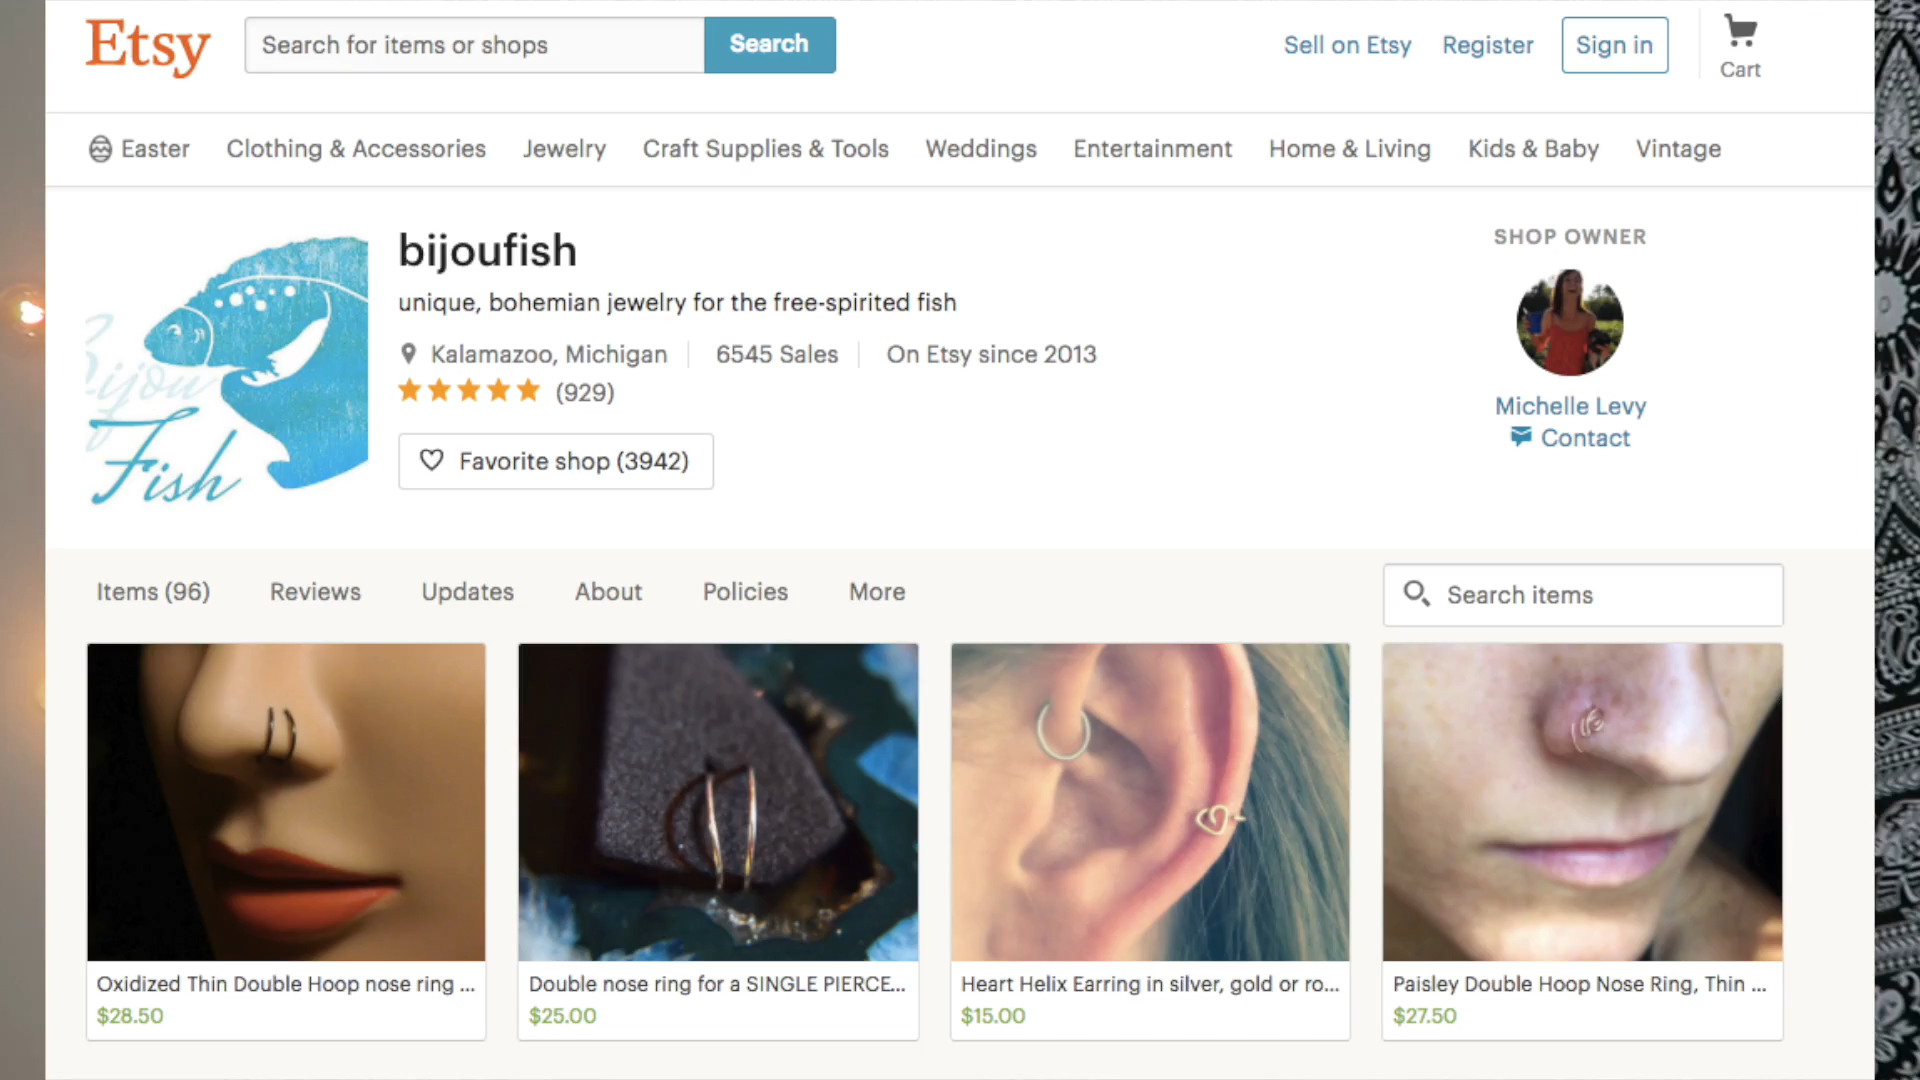 Etsy
Search for items or shops
Search
Sell on Etsy
Register
Sign in
Cart
Easter
Clothing & Accessories
Jewelry
Craft Supplies & Tools
Weddings
Entertainment
Home & Living
Kids & Baby
Vintage
Bijou
Fish
bijoufish
unique, bohemian jewelry for the free-spirited fish
Kalamazoo, Michigan
6545 Sales
On Etsy since 2013
(929)
Favorite shop (3942)
SHOP OWNER
Michelle Levy
Contact
Items (96)
Reviews
Updates
About
Policies
More
Search items
Oxidized Thin Double Hoop nose ring ...
$28.50
Double nose ring for a SINGLE PIERCE...
$25.00
Heart Helix Earring in silver, gold or ro...
$15.00
Paisley Double Hoop Nose Ring, Thin ...
$27.50